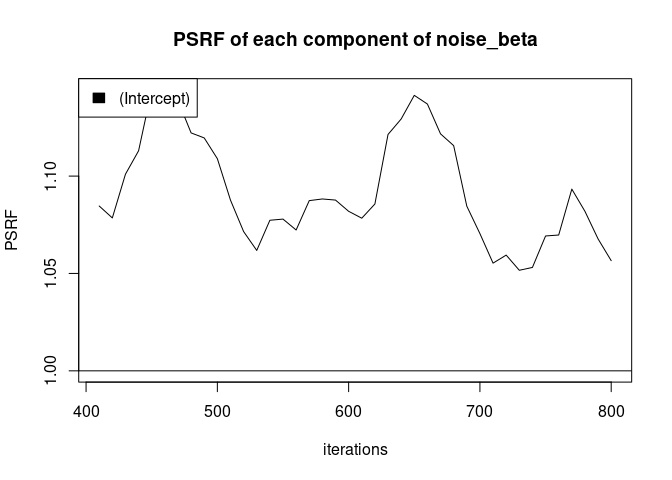 PSRF of each component of noise_beta
(Intercept)
PSRF
1.10
1.05
1.00
400 500 600 700 800
iterations